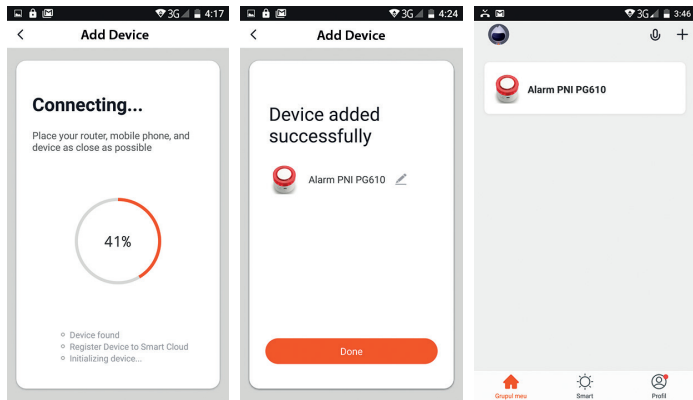 3G 4:17
Add Device
Connecting...
Place your router, mobile phone, and
device as close as possible
41%
Device found
Register Device to Smart Cloud
Initializing device...
3G 4:24
Add Device
Device added
successfully
Alarm PNI PG610
Done
3G 3:46
Alarm PNI PG610
Grupul meu
Smart
Profil